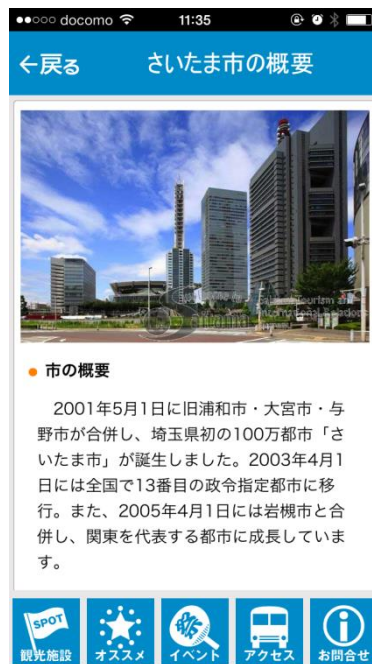 docomo 11:35
←戻る さいたま市の概要
Tourism and
International Relations
市の概要
2001年5月1日に旧浦和市・大宮市・与
野市が合併し、埼玉県初の100万都市「さ
いたま市」が誕生しました。2003年4月1
日には全国で13番目の政令指定都市に移
行。また、2005年4月1日には岩槻市と合
併し、関東を代表する都市に成長していま
す。
SPOT
観光施設 オススメ イベント アクセス お問合せ